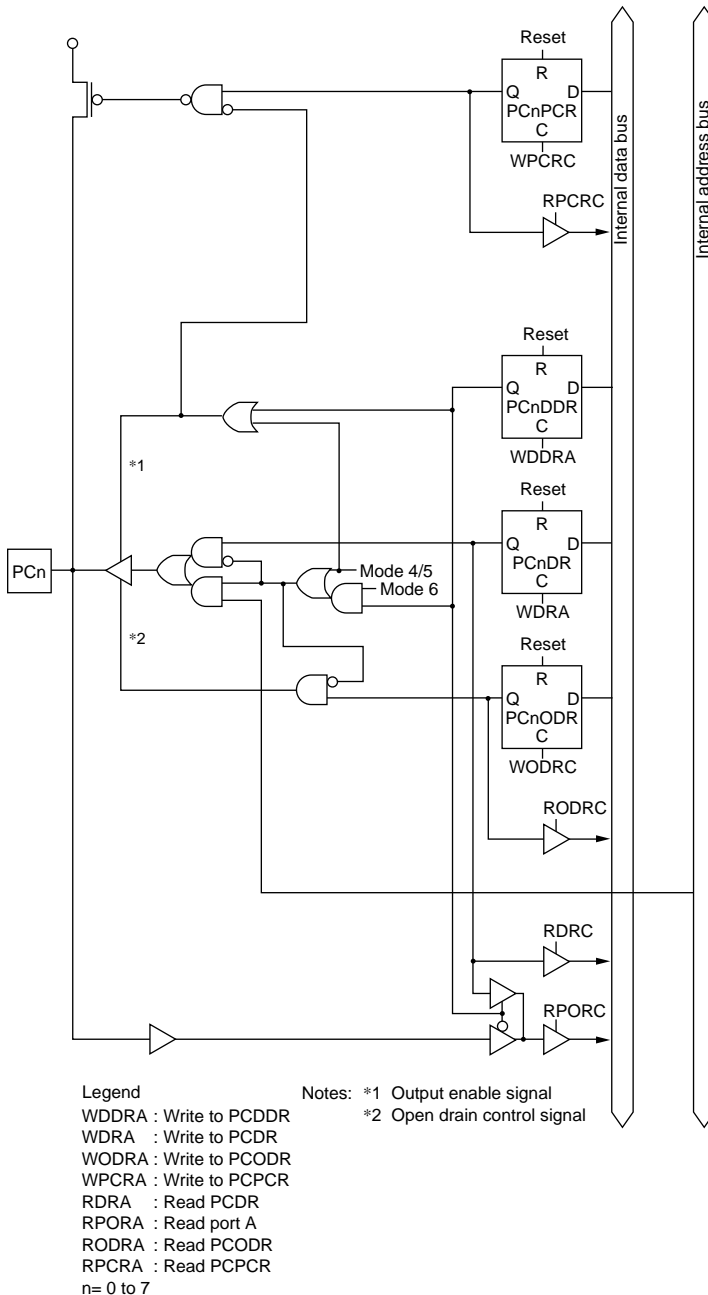 Reset
R
Q D
PCnPCR
C
WPCRC
RPCRC
Internal data bus
Internal address bus
Reset
R
Q D
PCnDDR
C
WDDRA
*1
Reset
R
Q D
PCnDR
C
WDRA
PCn
Mode 4/5
Mode 6
*2
Reset
R
Q D
PCnODR
C
WODRC
RODRC
RDRC
RPORC
Legend
WDDRA : Write to PCDDR
WDRA : Write to PCDR
WODRA : Write to PCODR
WPCRA : Write to PCPCR
RDRA : Read PCDR
RPORA : Read port A
RODRA : Read PCODR
RPCRA : Read PCPCR
n= 0 to 7
Notes: *1 Output enable signal
*2 Open drain control signal